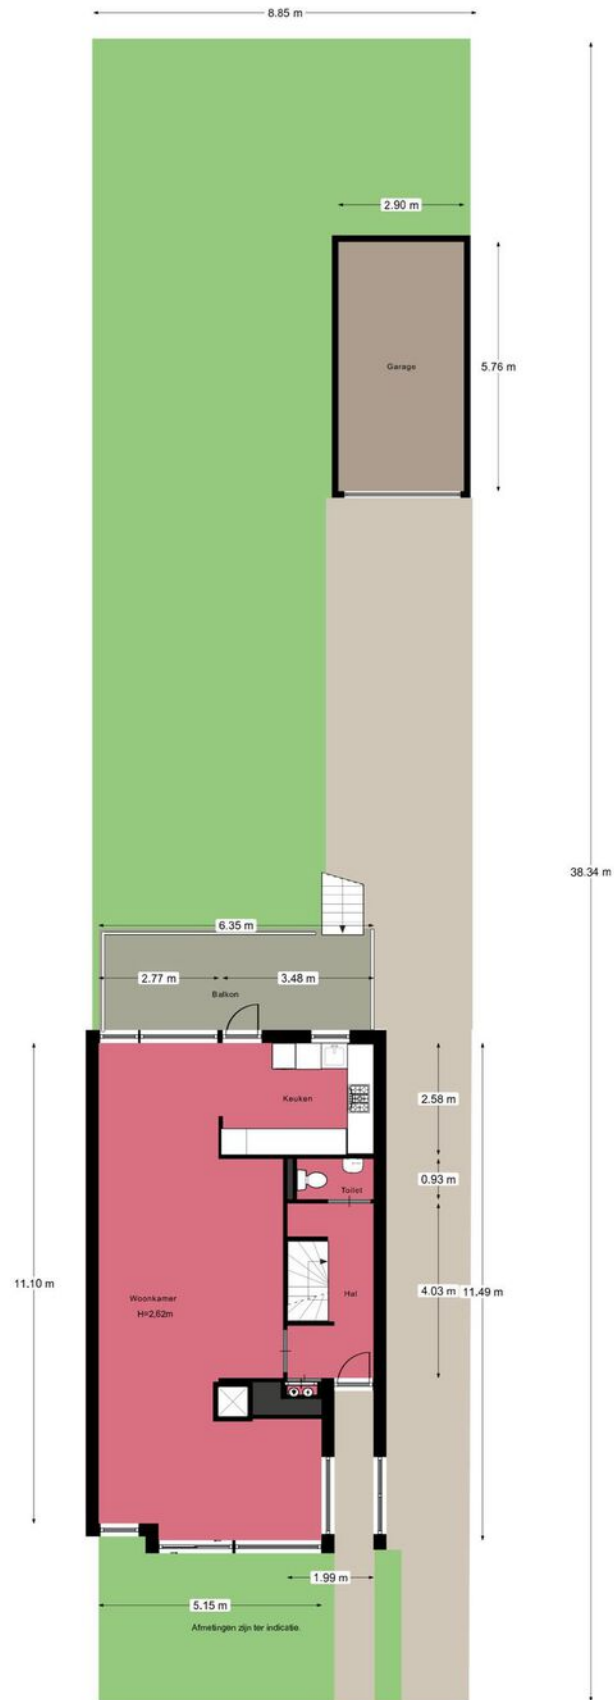 8.85 m
2.90 m
Garage
5.76 m
38.34 m
6.35 m
2.77 m
3.48 m
Balkon
Keuken
2.58 m
0.93 m
Toilet
11.10 m
Woonkamer
H=2,62m
Hal
4.03 m
11.49 m
1.99 m
5.15 m
Afmetingen zijn ter indicatie.